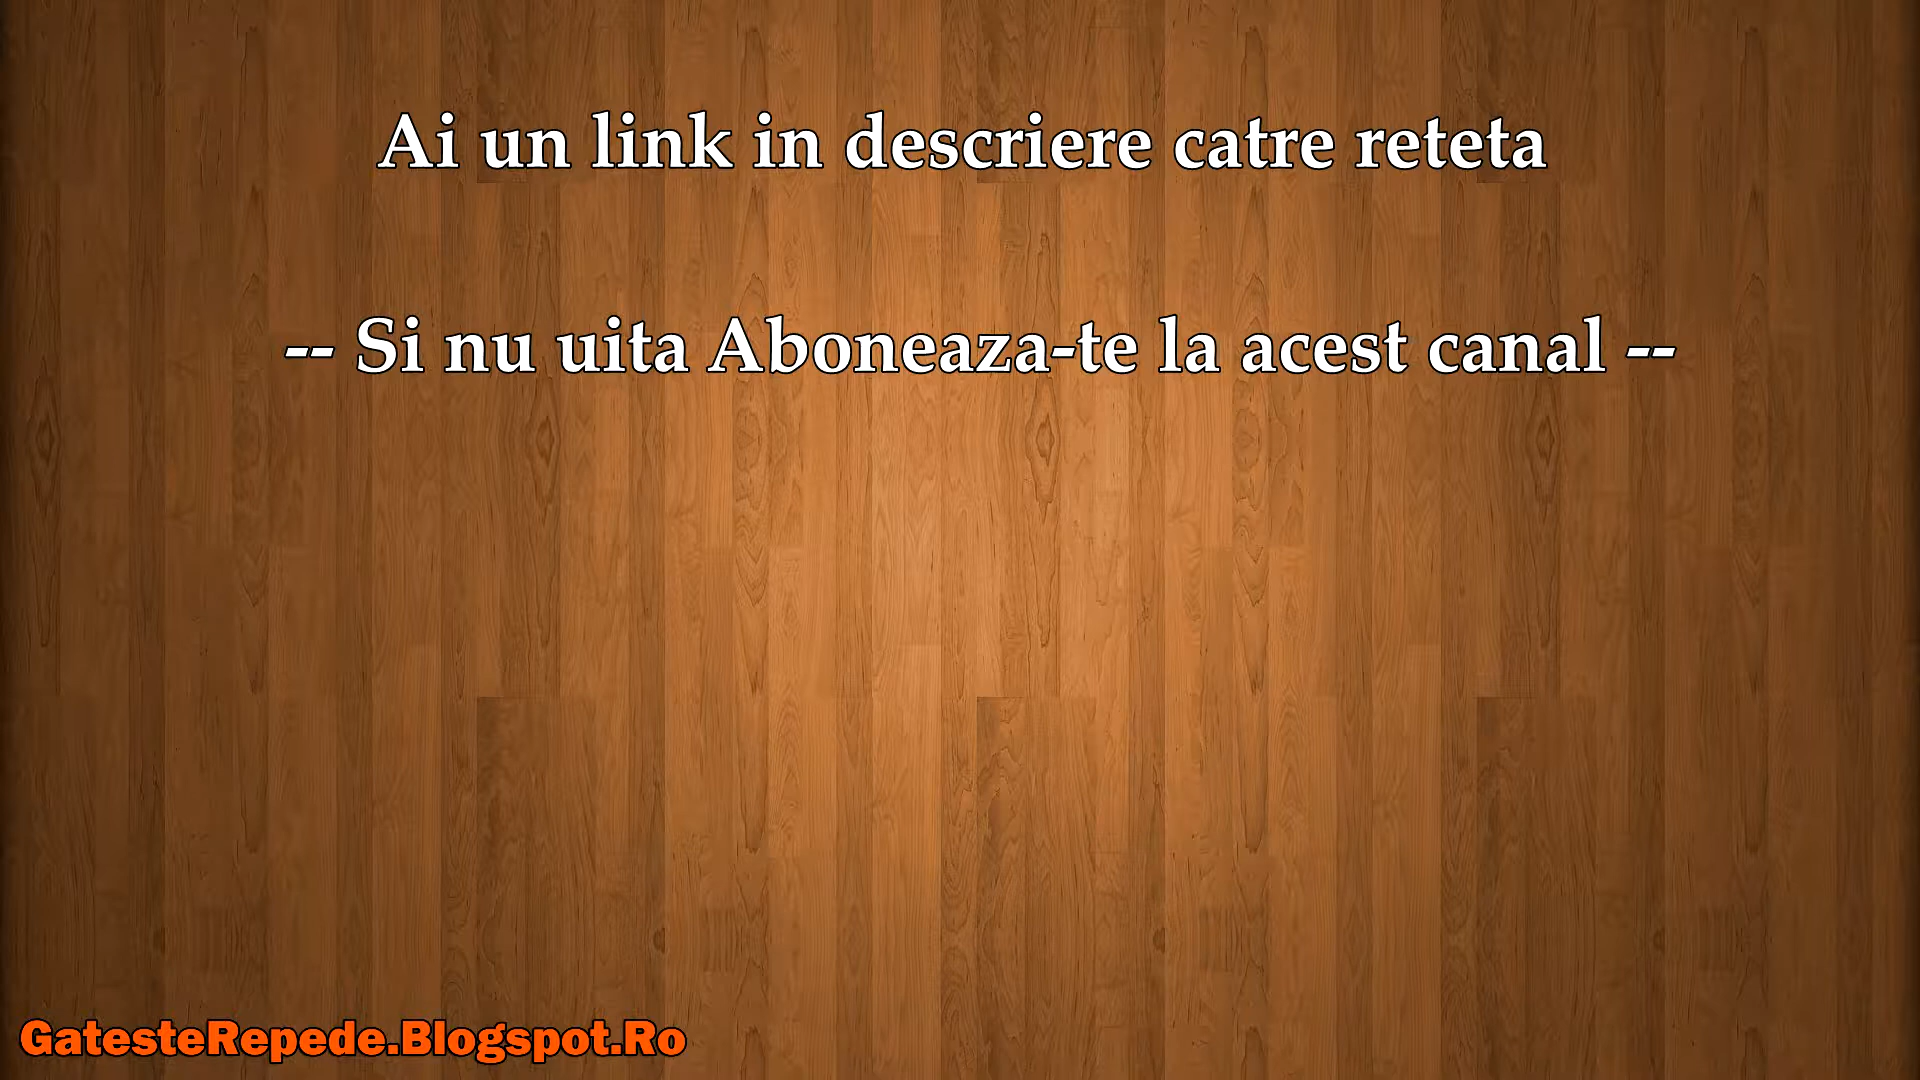 Ai un link in descriere catre reteta
-- Si nu uita Aboneaza-te la acest canal --
GatesteRepede.Blogspot.Ro